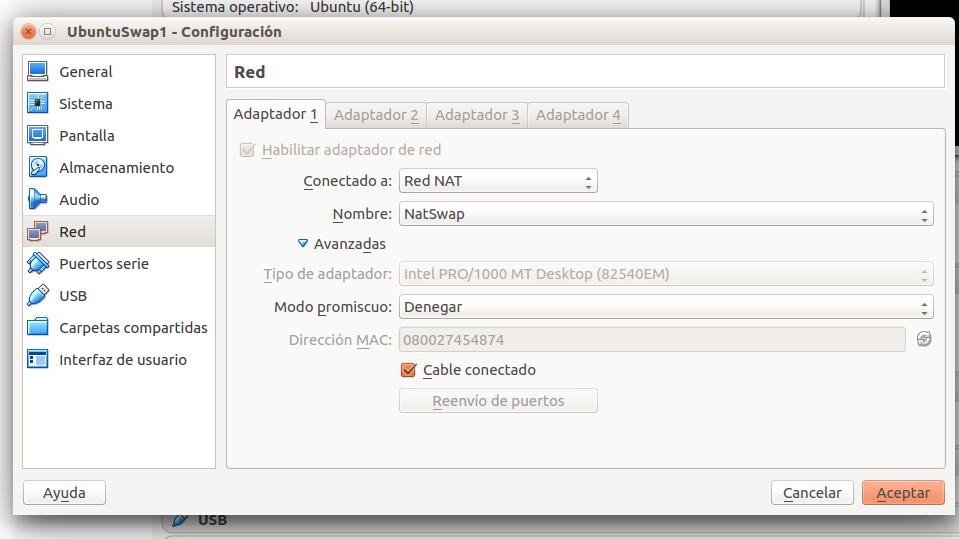 Sistema operativo: Ubuntu (64-bit)
UbuntuSwap1 - Configuración
General
Sistema
Pantalla
Almacenamiento
Audio
Red
Puertos serie
USB
Carpetas compartidas
Interfaz de usuario
Red
Adaptador 1 Adaptador 2 Adaptador 3 Adaptador 4
Habilitar adaptador de red
Conectado a: Red NAT
Nombre: NatSwap
Avanzadas
Tipo de adaptador: Intel PRO/1000 MT Desktop (82540EM)
Modo promiscuo: Denegar
Dirección MAC: 080027454874
Cable conectado
Reenvío de puertos
Ayuda Cancelar Aceptar
USB